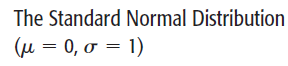 The Standard Normal Distribution
(μ = 0, σ = 1)